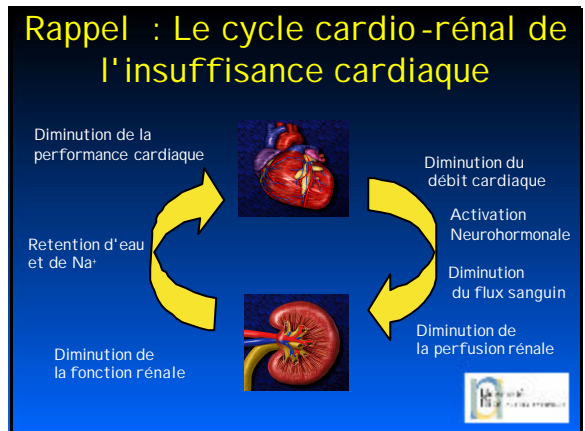 Rappel : Le cycle cardio-rénal de
l'insuffisance cardiaque
Diminution de la
performance cardiaque
Diminution du
débit cardiaque
Activation
Neurohormonale
Retention d'eau
et de Na⁺
Diminution
du flux sanguin
Diminution de
la perfusion rénale
Diminution de
la fonction rénale